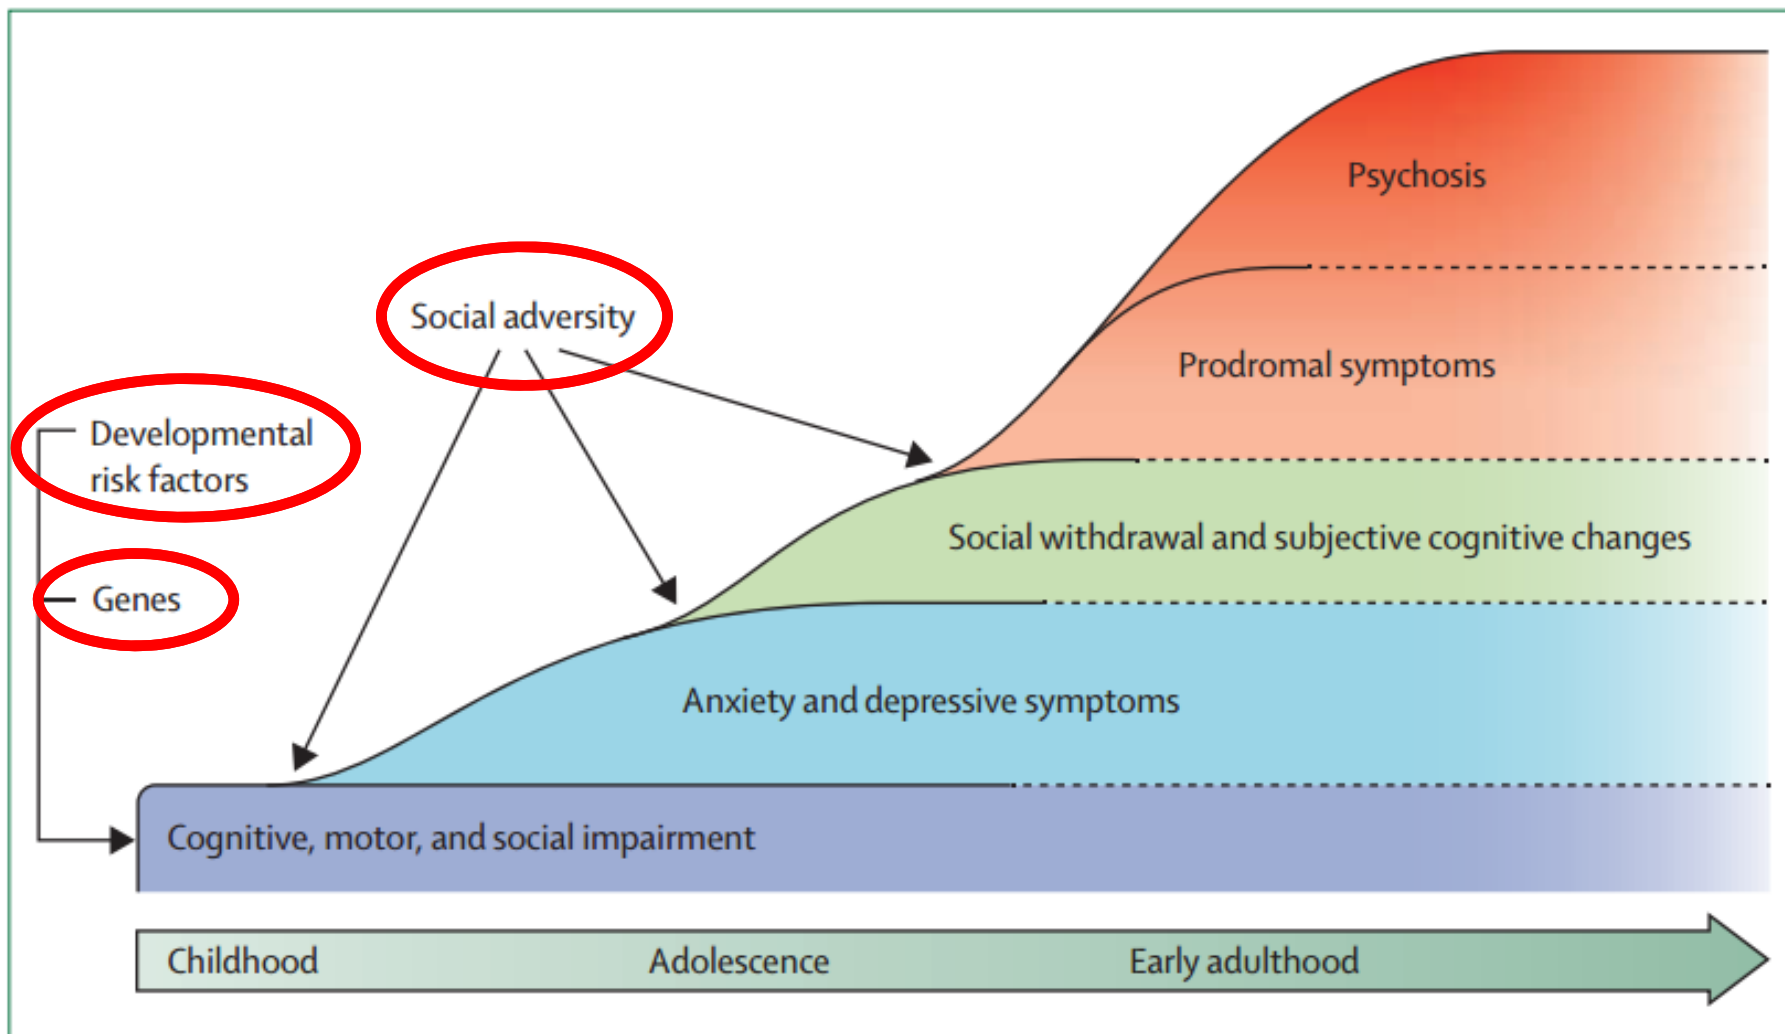 Psychosis
Social adversity
Prodromal symptoms
Developmental
risk factors
Social withdrawal and subjective cognitive changes
Genes
Anxiety and depressive symptoms
Cognitive, motor, and social impairment
Childhood
Adolescence
Early adulthood